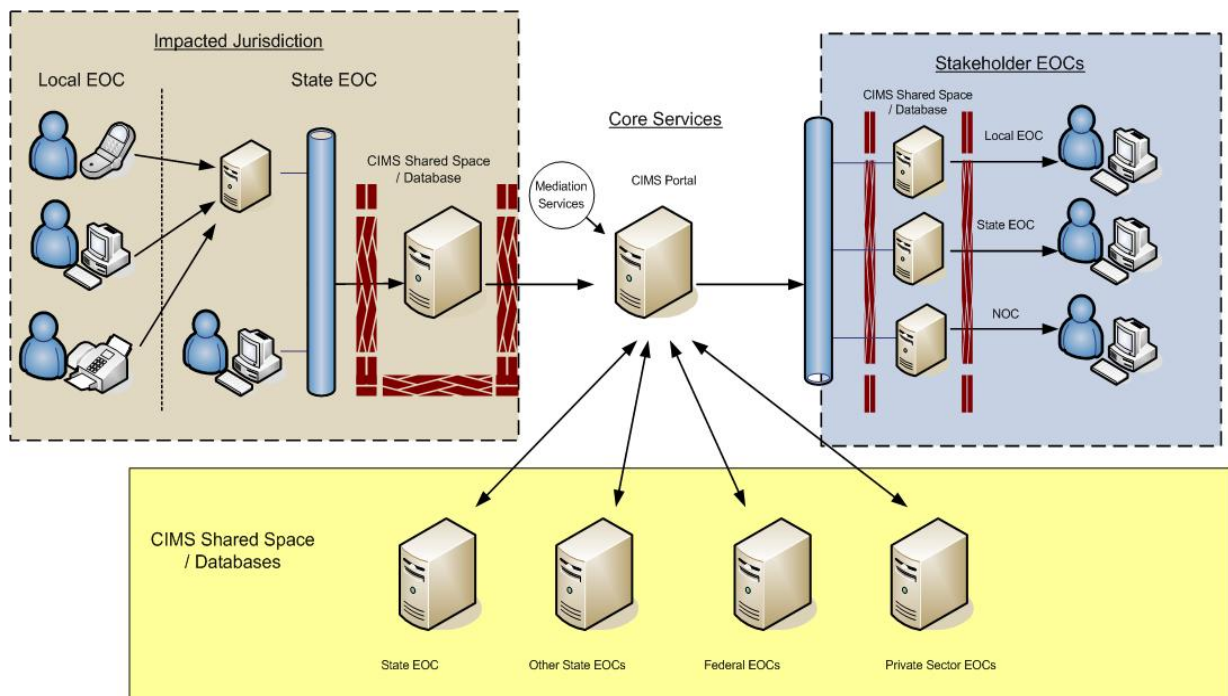 Impacted Jurisdiction
Local EOC
State EOC
CIMS Shared Space
/ Database
Core Services
Mediation
Services
CIMS Portal
Stakeholder EOCs
CIMS Shared Space
/ Database
Local EOC
State EOC
NOC
CIMS Shared Space
/ Databases
State EOC
Other State EOCs
Federal EOCs
Private Sector EOCs